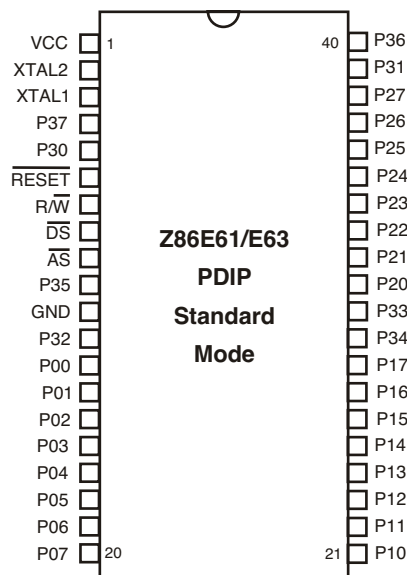 VCC 1 40 P36
XTAL2 P31
XTAL1 P27
P37 P26
P30 P25
RESET P24
R/W P23
DS P22
AS P21
P35 P20
GND P33
P32 P34
P00 P17
P01 P16
P02 P15
P03 P14
P04 P13
P05 P12
P06 P11
P07 20 21 P10
Z86E61/E63
PDIP
Standard
Mode